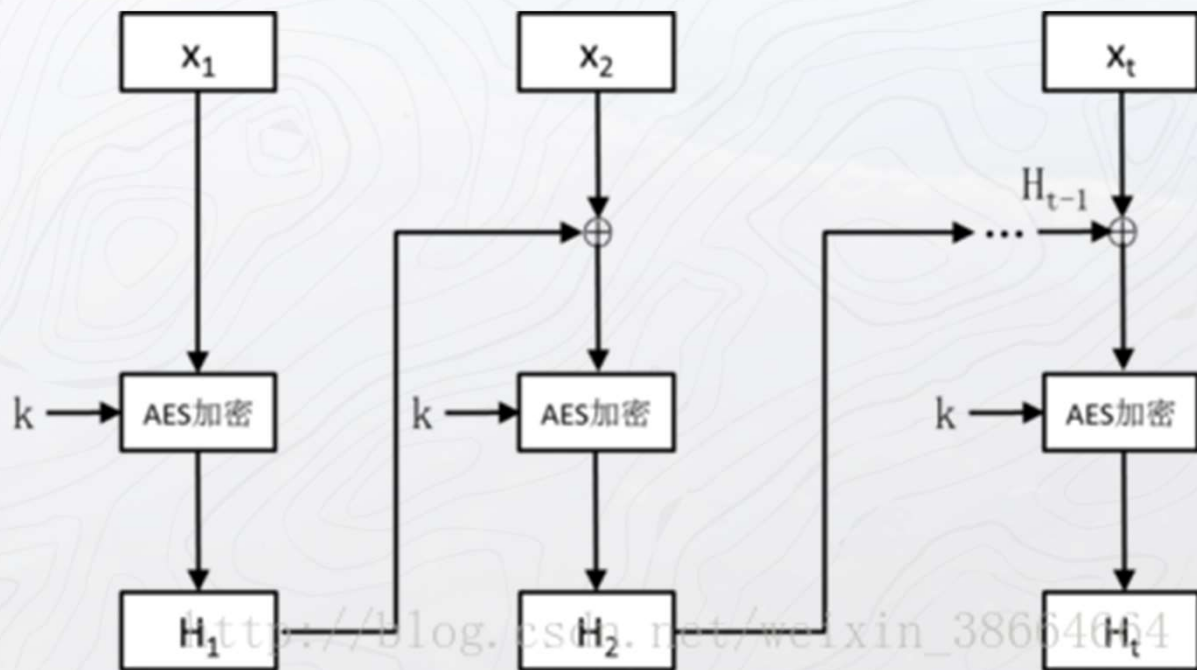 x₁ x₂ xₜ
Hₜ₋₁
⊕ ... ⊕
k AES加密 k AES加密 k AES加密
H₁ H₂ Hₜ
http://blog.csdn.net/weixin_38664664